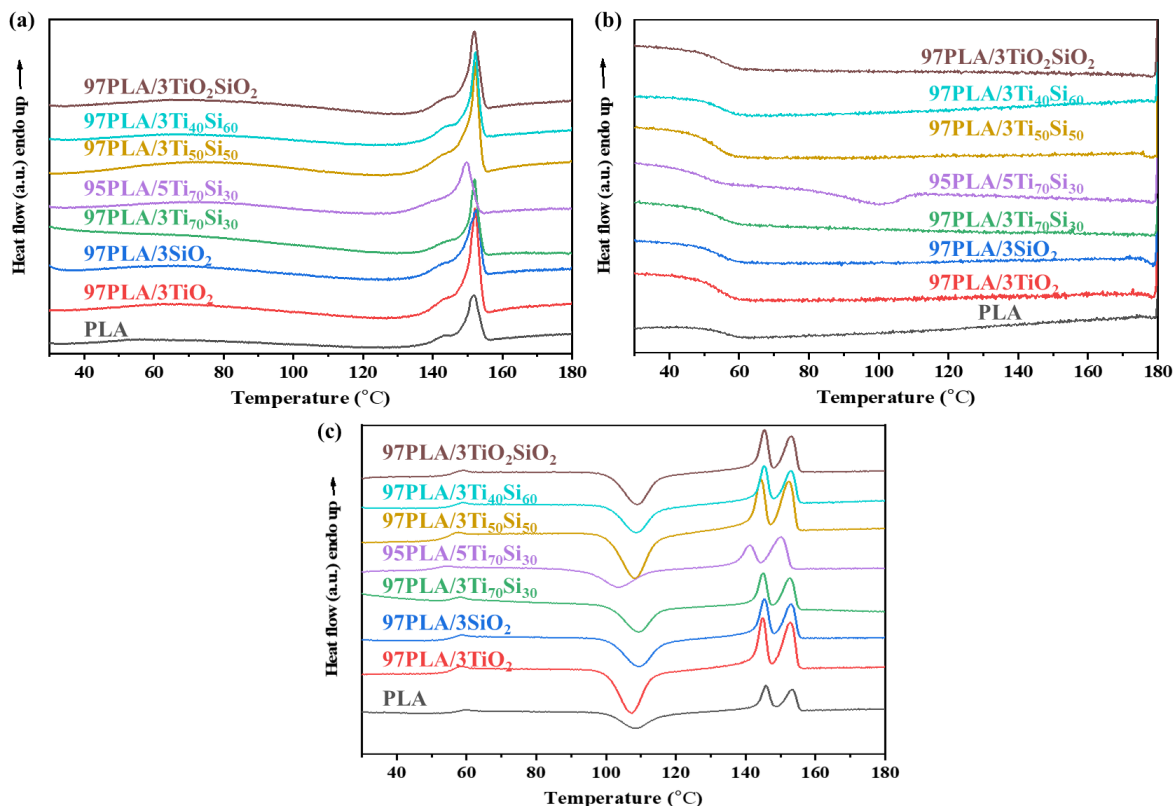 (a)
Heat flow (a.u.) endo up
97PLA/3TiO₂SiO₂
97PLA/3Ti₄₀Si₆₀
97PLA/3Ti₅₀Si₅₀
95PLA/5Ti₇₀Si₃₀
97PLA/3Ti₇₀Si₃₀
97PLA/3SiO₂
97PLA/3TiO₂
PLA
40 60 80 100 120 140 160 180
Temperature (°C)
(b)
Heat flow (a.u.) endo up
97PLA/3TiO₂SiO₂
97PLA/3Ti₄₀Si₆₀
97PLA/3Ti₅₀Si₅₀
95PLA/5Ti₇₀Si₃₀
97PLA/3Ti₇₀Si₃₀
97PLA/3SiO₂
97PLA/3TiO₂
PLA
40 60 80 100 120 140 160 180
Temperature (°C)
(c)
Heat flow (a.u.) endo up
97PLA/3TiO₂SiO₂
97PLA/3Ti₄₀Si₆₀
97PLA/3Ti₅₀Si₅₀
95PLA/5Ti₇₀Si₃₀
97PLA/3Ti₇₀Si₃₀
97PLA/3SiO₂
97PLA/3TiO₂
PLA
40 60 80 100 120 140 160 180
Temperature (°C)